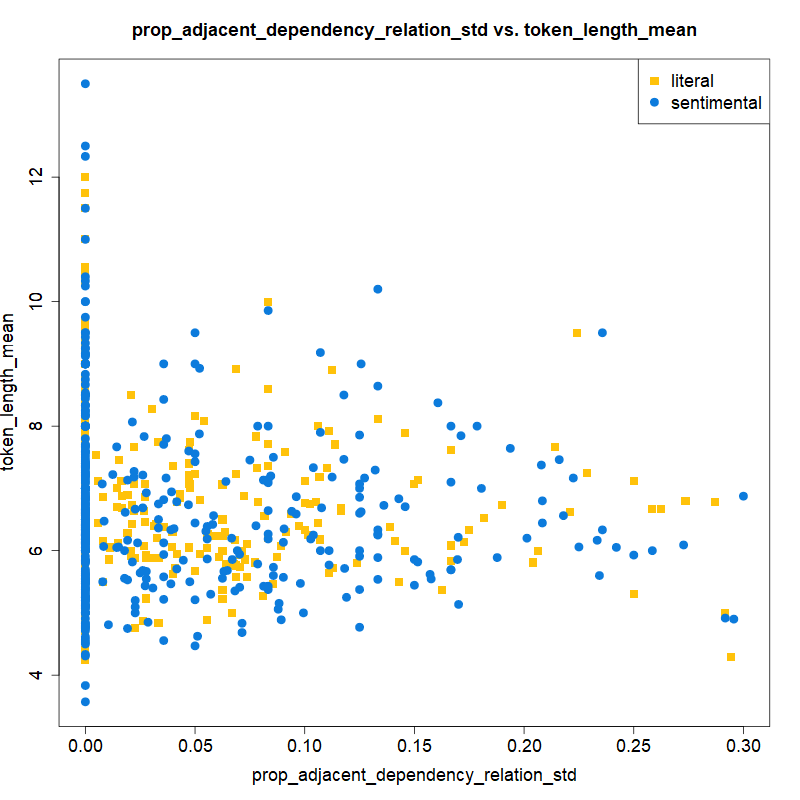 prop_adjacent_dependency_relation_std vs. token_length_mean
literal
sentimental
token_length_mean
12
10
8
6
4
0.00 0.05 0.10 0.15 0.20 0.25 0.30
prop_adjacent_dependency_relation_std